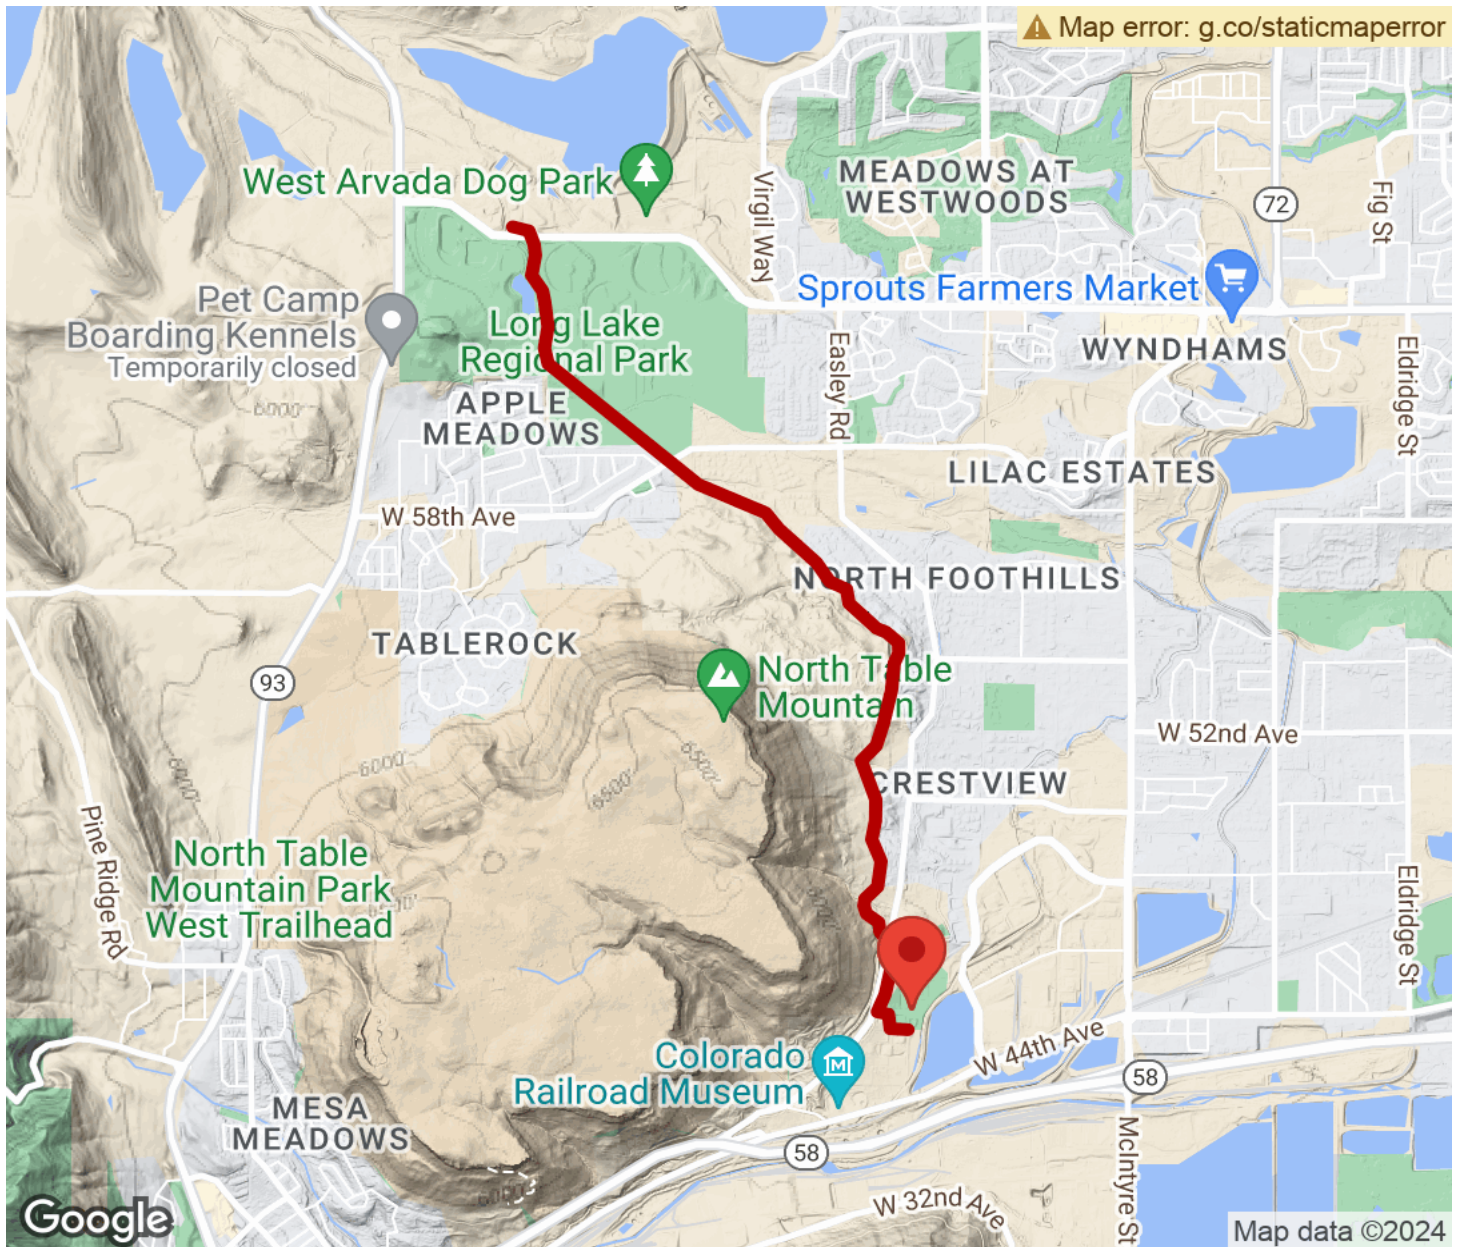 Map error: g.co/staticmaperror
West Arvada Dog Park
MEADOWS AT
WESTWOODS
Virgil Way
72
Fig St
Sprouts Farmers Market
Pet Camp
Boarding Kennels
Temporarily closed
Long Lake
Regional Park
WYNDHAMS
Easley Rd
Eldridge St
6000'
APPLE
MEADOWS
LILAC ESTATES
W 58th Ave
NORTH FOOTHILLS
TABLEROCK
93
North Table
Mountain
W 52nd Ave
6000'
6000'
6500'
6500'
CRESTVIEW
Pine Ridge Rd
North Table
Mountain Park
West Trailhead
Eldridge St
W 44th Ave
Colorado
Railroad Museum
58
MESA
MEADOWS
58
McIntyre St
6000'
W 32nd Ave
Google
Map data ©2024